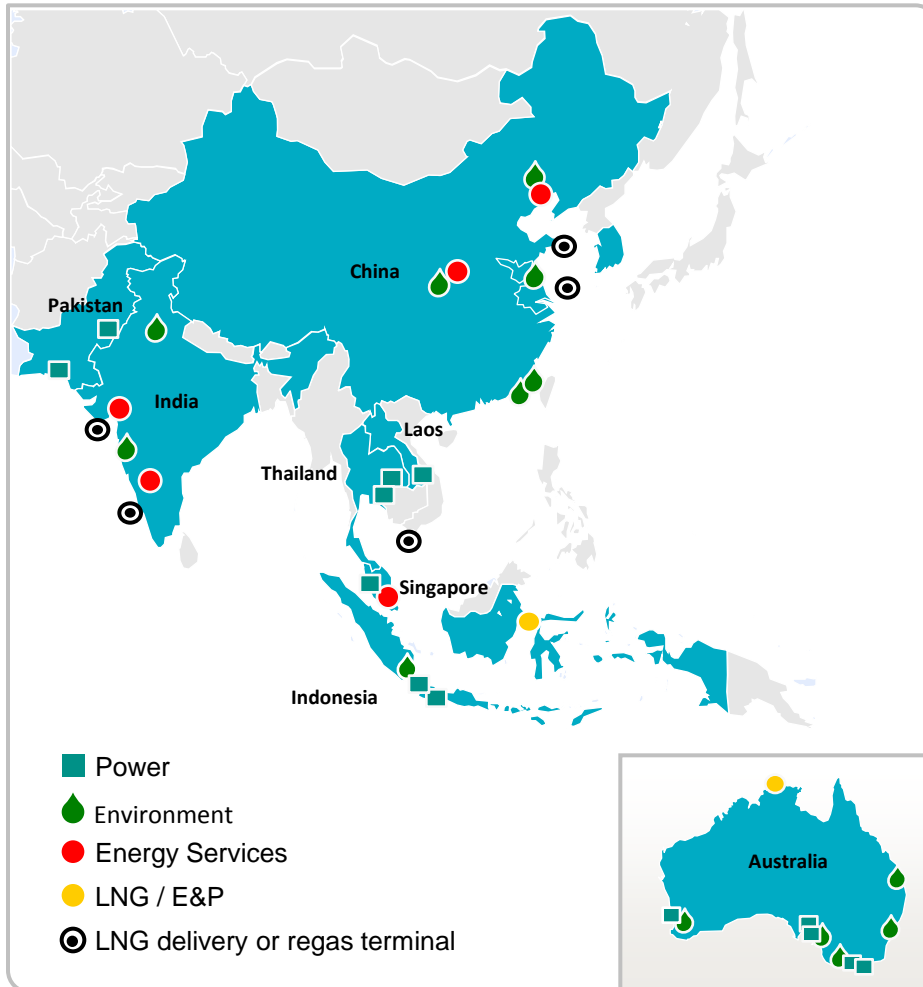 China
Pakistan
India
Laos
Thailand
Singapore
Indonesia
Power
Environment
Energy Services
LNG / E&P
LNG delivery or regas terminal
Australia